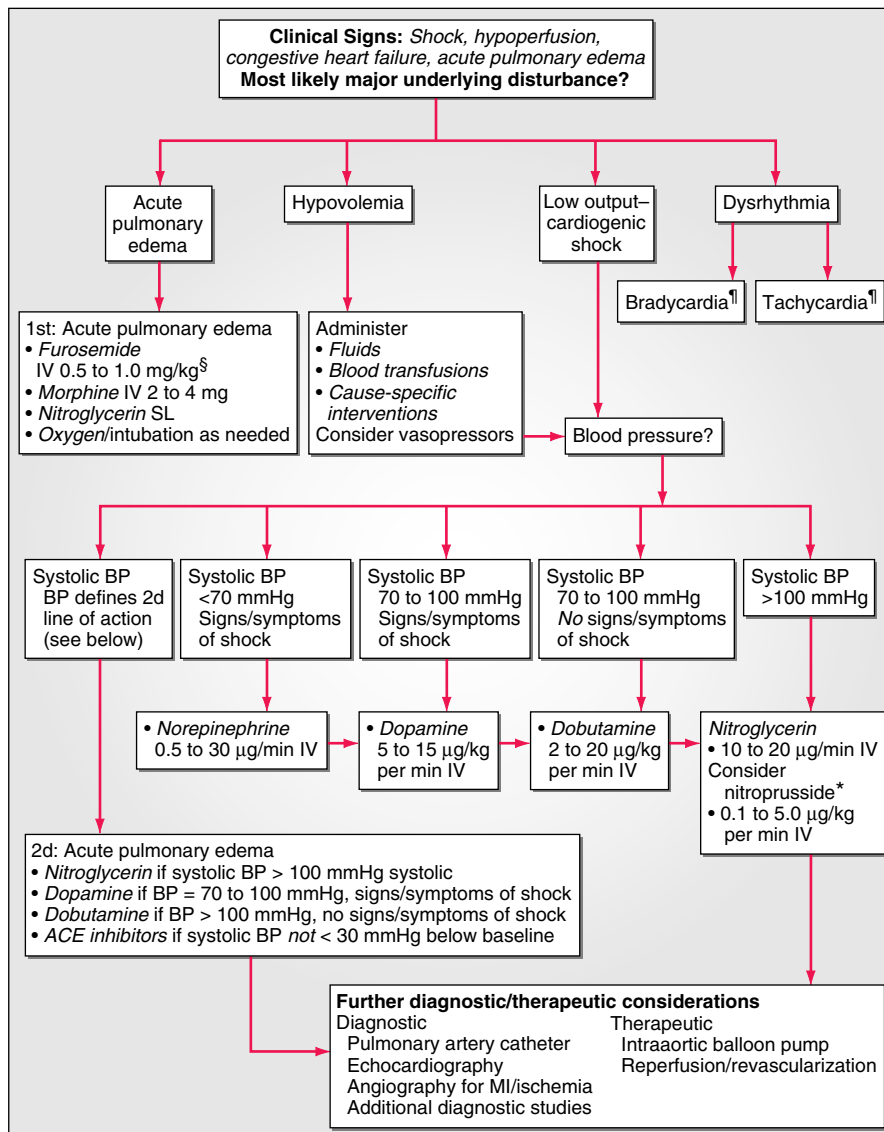 Clinical Signs: Shock, hypoperfusion,
congestive heart failure, acute pulmonary edema
Most likely major underlying disturbance?
Acute
pulmonary
edema
Hypovolemia
Low output–
cardiogenic
shock
Dysrhythmia
Bradycardia¶
Tachycardia¶
1st: Acute pulmonary edema
• Furosemide
IV 0.5 to 1.0 mg/kg§
• Morphine IV 2 to 4 mg
• Nitroglycerin SL
• Oxygen/intubation as needed
Administer
• Fluids
• Blood transfusions
• Cause-specific
interventions
Consider vasopressors
Blood pressure?
Systolic BP
BP defines 2d
line of action
(see below)
Systolic BP
<70 mmHg
Signs/symptoms
of shock
Systolic BP
70 to 100 mmHg
Signs/symptoms
of shock
Systolic BP
70 to 100 mmHg
No signs/symptoms
of shock
Systolic BP
>100 mmHg
• Norepinephrine
0.5 to 30 µg/min IV
• Dopamine
5 to 15 µg/kg
per min IV
• Dobutamine
2 to 20 µg/kg
per min IV
Nitroglycerin
• 10 to 20 µg/min IV
Consider
nitroprusside*
• 0.1 to 5.0 µg/kg
per min IV
2d: Acute pulmonary edema
• Nitroglycerin if systolic BP > 100 mmHg systolic
• Dopamine if BP = 70 to 100 mmHg, signs/symptoms of shock
• Dobutamine if BP > 100 mmHg, no signs/symptoms of shock
• ACE inhibitors if systolic BP not < 30 mmHg below baseline
Further diagnostic/therapeutic considerations
Diagnostic
Pulmonary artery catheter
Echocardiography
Angiography for MI/ischemia
Additional diagnostic studies
Therapeutic
Intraaortic balloon pump
Reperfusion/revascularization